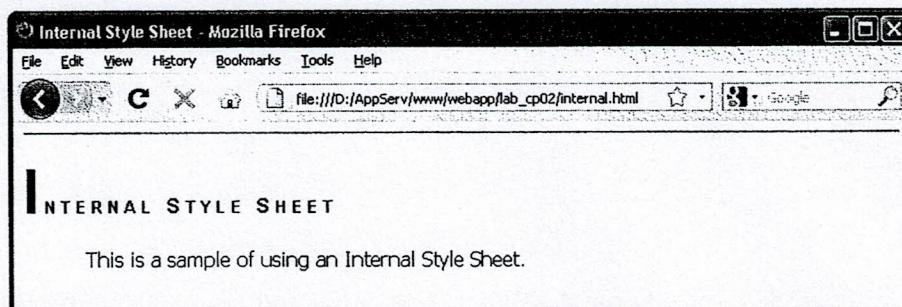 Internal Style Sheet - Mozilla Firefox
File Edit View History Bookmarks Tools Help
file:///D:/AppServ/www/webapp/lab_cp02/internal.html Google
INTERNAL STYLE SHEET
This is a sample of using an Internal Style Sheet.